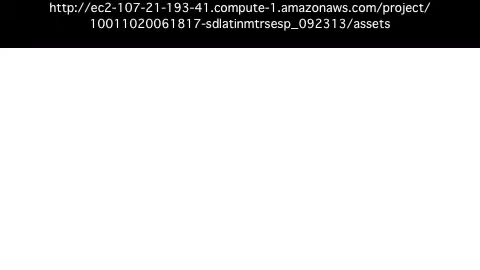 http://ec2-107-21-193-41.compute-1.amazonaws.com/project/
10011020061817-sdlatinmtrsesp_092313/assets